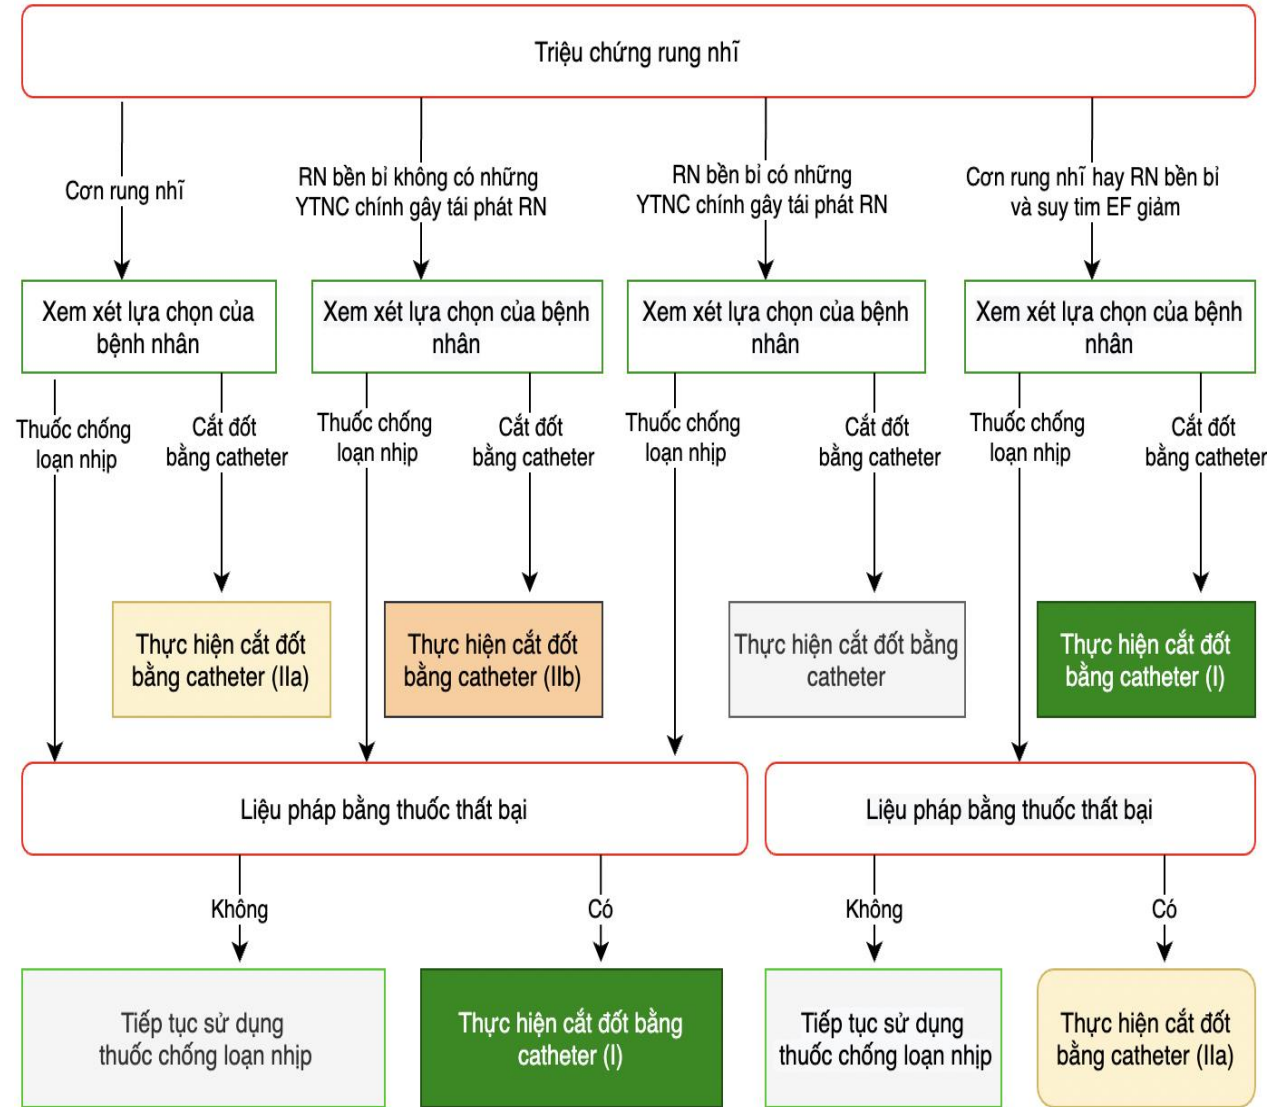 Triệu chứng rung nhĩ
Cơn rung nhĩ
RN bền bỉ không có những
YTNC chính gây tái phát RN
RN bền bỉ có những
YTNC chính gây tái phát RN
Cơn rung nhĩ hay RN bền bỉ
và suy tim EF giảm
Xem xét lựa chọn của
bệnh nhân
Xem xét lựa chọn của bệnh
nhân
Xem xét lựa chọn của bệnh
nhân
Xem xét lựa chọn của bệnh
nhân
Thuốc chống
loạn nhịp
Cắt đốt
bằng catheter
Thuốc chống
loạn nhịp
Cắt đốt
bằng catheter
Thuốc chống
loạn nhịp
Cắt đốt
bằng catheter
Thuốc chống
loạn nhịp
Cắt đốt
bằng catheter
Thực hiện cắt đốt
bằng catheter (IIa)
Thực hiện cắt đốt
bằng catheter (IIb)
Thực hiện cắt đốt bằng
catheter
Thực hiện cắt đốt
bằng catheter (I)
Liệu pháp bằng thuốc thất bại
Liệu pháp bằng thuốc thất bại
Không
Có
Không
Có
Tiếp tục sử dụng
thuốc chống loạn nhịp
Thực hiện cắt đốt bằng
catheter (I)
Tiếp tục sử dụng
thuốc chống loạn nhịp
Thực hiện cắt đốt
bằng catheter (IIa)